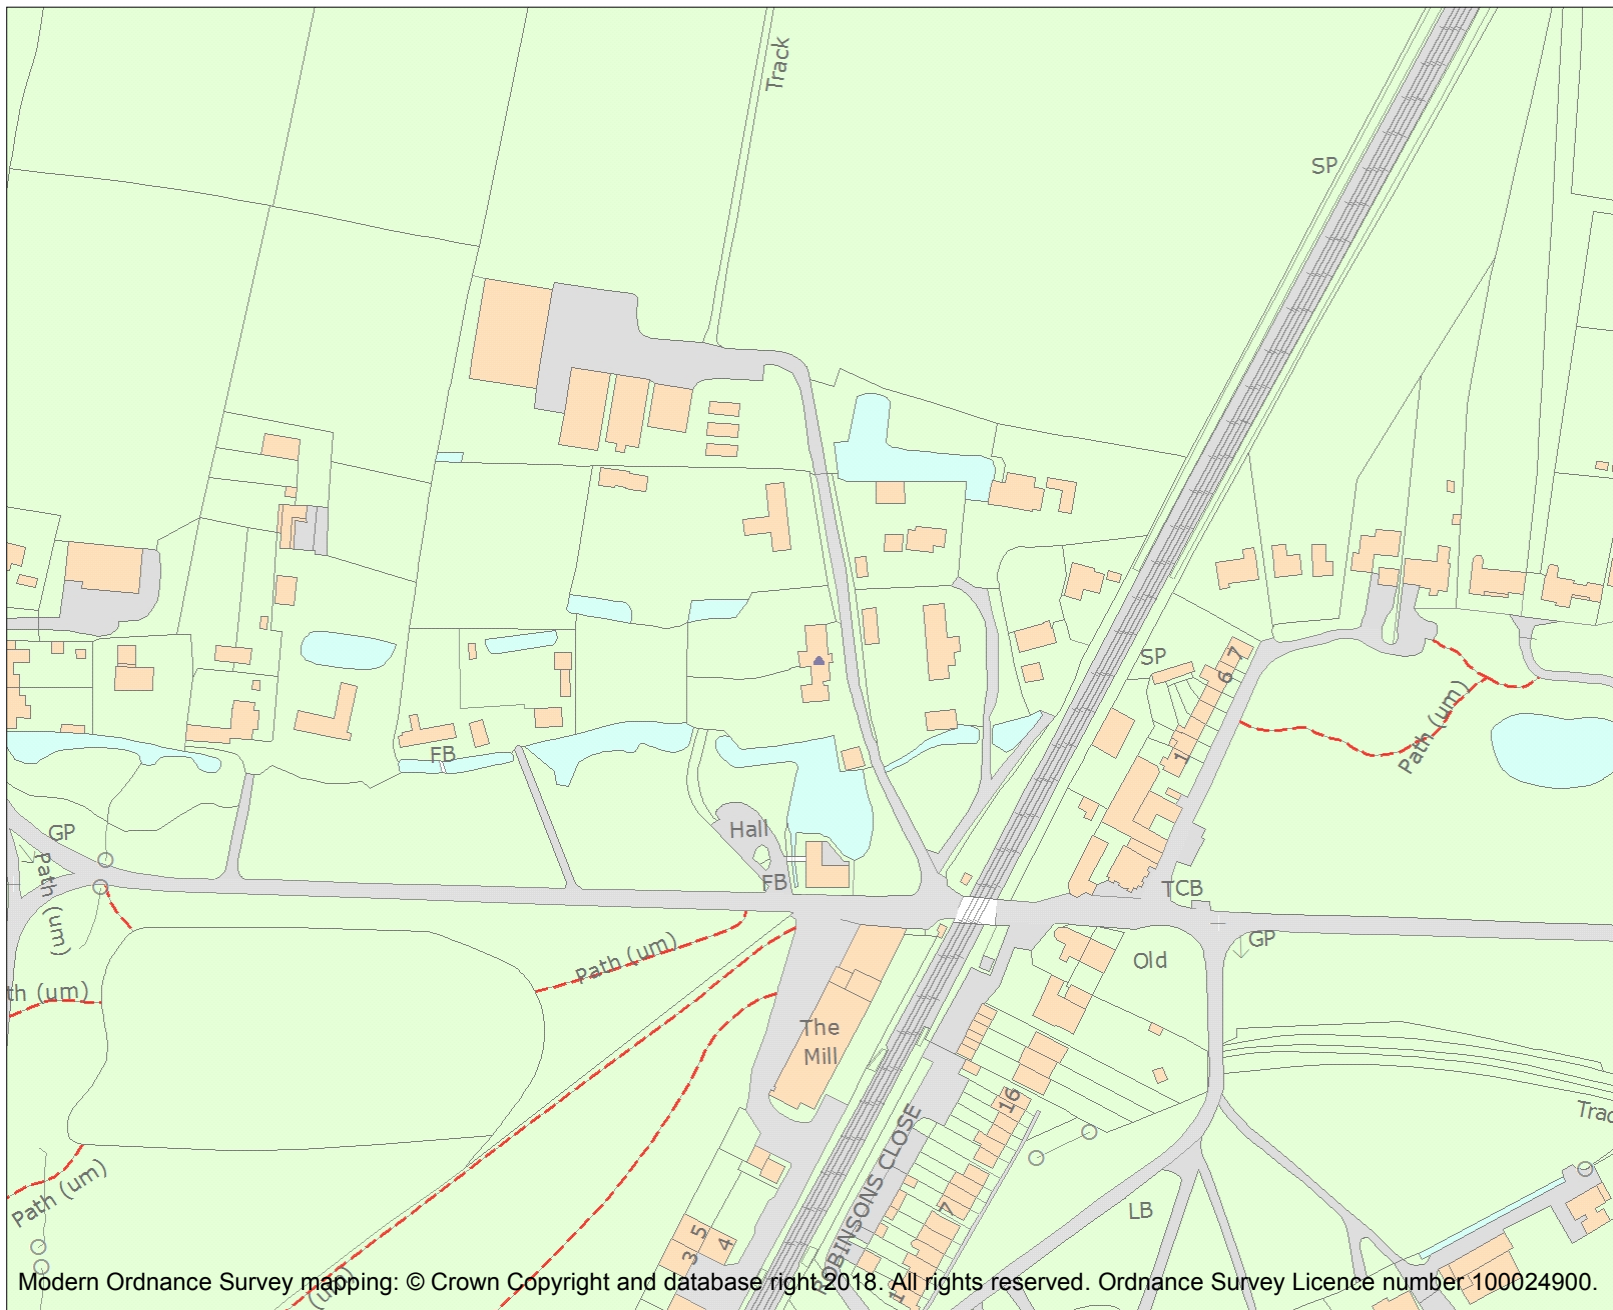 Track
SP
FB
SP
7
6
1
Path (um)
GP
Path (um)
Hall
FB
TCB
GP
Path (um)
Old
th (um)
The
Mill
16
Trac
ROBINSONS CLOSE
Path (um)
LB
7
5
4
3
1
(um)
Modern Ordnance Survey mapping: © Crown Copyright and database right 2018. All rights reserved. Ordnance Survey Licence number 100024900.